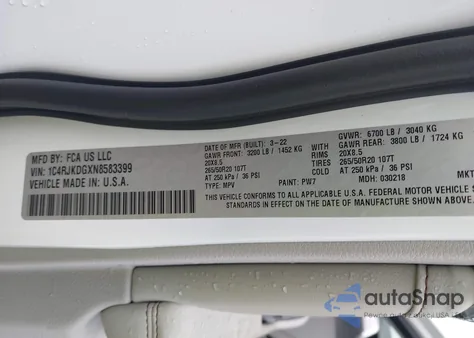 MFD BY: FCA US LLC
DATE OF MFR (BUILT): 3-22
GVWR: 6700 LB / 3040 KG
GAWR FRONT: 3200 LB / 1452 KG
WITH
RIMS
GAWR REAR: 3800 LB / 1724 KG
20X8.5
20X8.5
265/50R20 107T
265/50R20 107T
AT 250 kPa / 36 PSI
AT 250 kPa / 36 PSI
VIN: 1C4RJKDGXN8583399
TYPE: MPV
PAINT: PW7
MDH: 030218
MKT
VEHICLE MADE IN U.S.A.
THIS VEHICLE CONFORMS TO ALL APPLICABLE U.S.A. FEDERAL MOTOR VEHICLE
IN EFFECT ON THE DATE OF MANUFACTURE SHOWN ABOVE.
autoSnap
Pewne auto z
USA